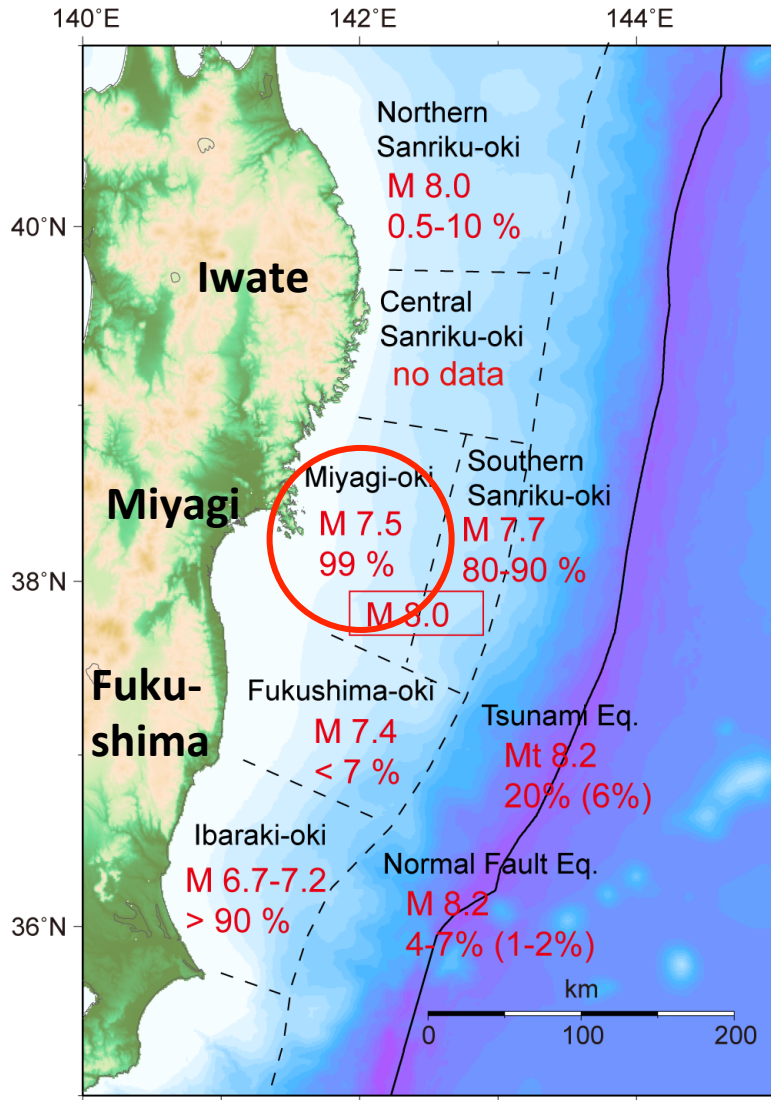 140°E
142°E
144°E
Northern
Sanriku-oki
M 8.0
0.5-10 %
40°N
Iwate
Central
Sanriku-oki
no data
Miyagi-oki
M 7.5
99 %
Southern
Sanriku-oki
M 7.7
80-90 %
Miyagi
38°N
M 8.0
Fuku-
shima
Fukushima-oki
M 7.4
< 7 %
Tsunami Eq.
Mt 8.2
20% (6%)
Ibaraki-oki
M 6.7-7.2
> 90 %
Normal Fault Eq.
M 8.2
4-7% (1-2%)
36°N
km
0 100 200